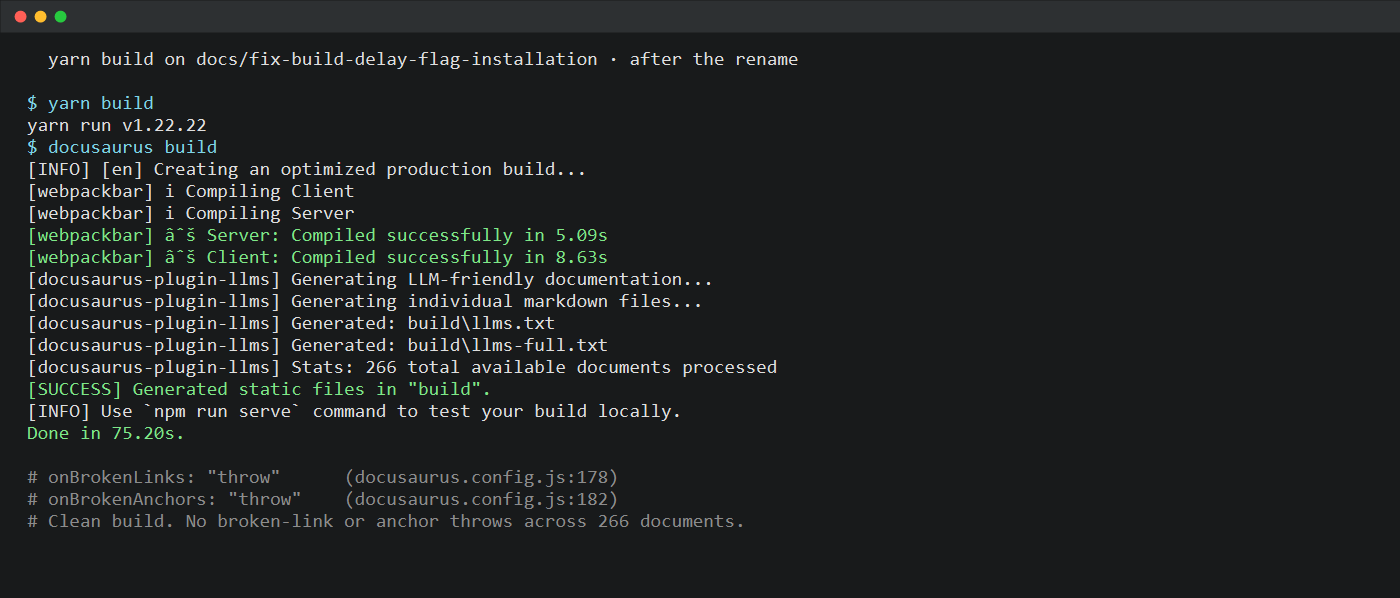 yarn build on docs/fix-build-delay-flag-installation · after the rename
$ yarn build
yarn run v1.22.22
$ docusaurus build
[INFO] [en] Creating an optimized production build...
[webpackbar] i Compiling Client
[webpackbar] i Compiling Server
[webpackbar] âˆš Server: Compiled successfully in 5.09s
[webpackbar] âˆš Client: Compiled successfully in 8.63s
[docusaurus-plugin-llms] Generating LLM-friendly documentation...
[docusaurus-plugin-llms] Generating individual markdown files...
[docusaurus-plugin-llms] Generated: build\llms.txt
[docusaurus-plugin-llms] Generated: build\llms-full.txt
[docusaurus-plugin-llms] Stats: 266 total available documents processed
[SUCCESS] Generated static files in "build".
[INFO] Use `npm run serve` command to test your build locally.
Done in 75.20s.
# onBrokenLinks: "throw"      (docusaurus.config.js:178)
# onBrokenAnchors: "throw"    (docusaurus.config.js:182)
# Clean build. No broken-link or anchor throws across 266 documents.